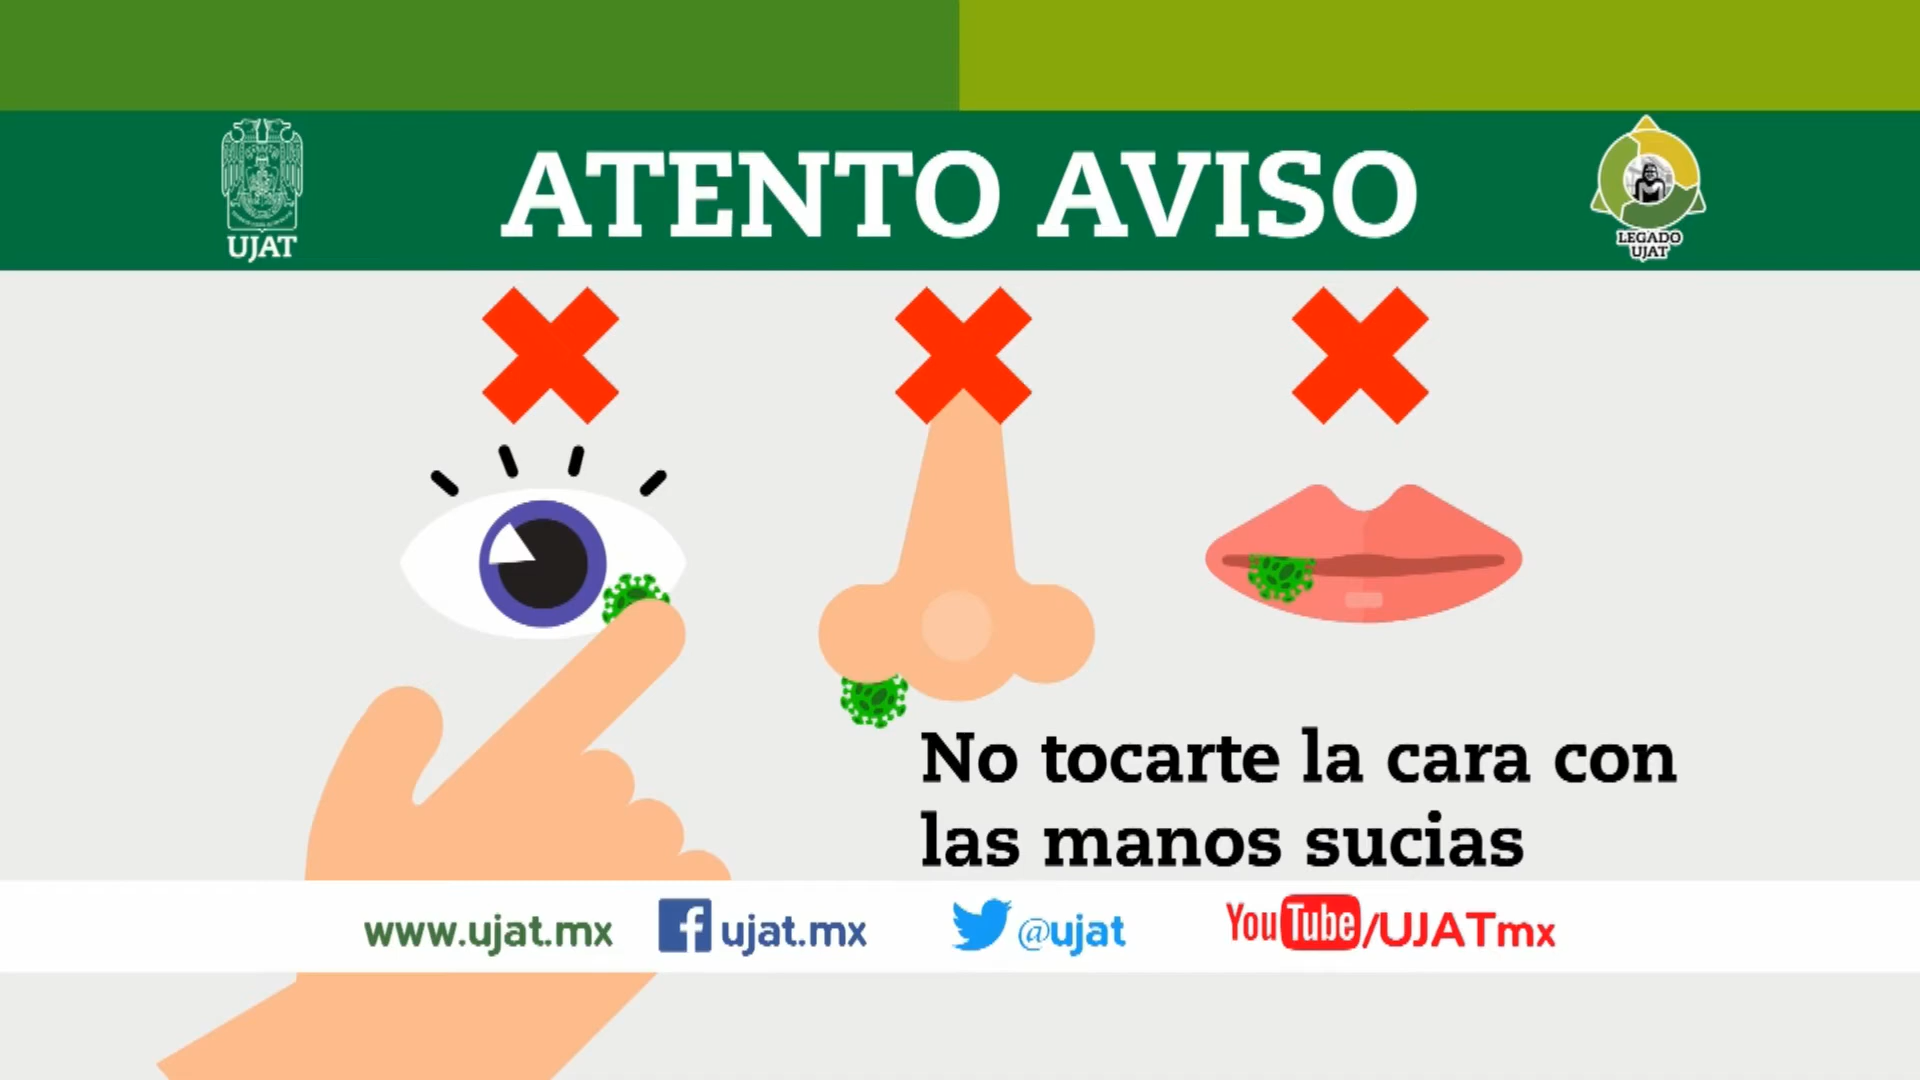 ATENTO AVISO
UJAT
LEGADO
UJAT
No tocarte la cara con
las manos sucias
www.ujat.mx
ujat.mx
@ujat
YouTube/UJATmx